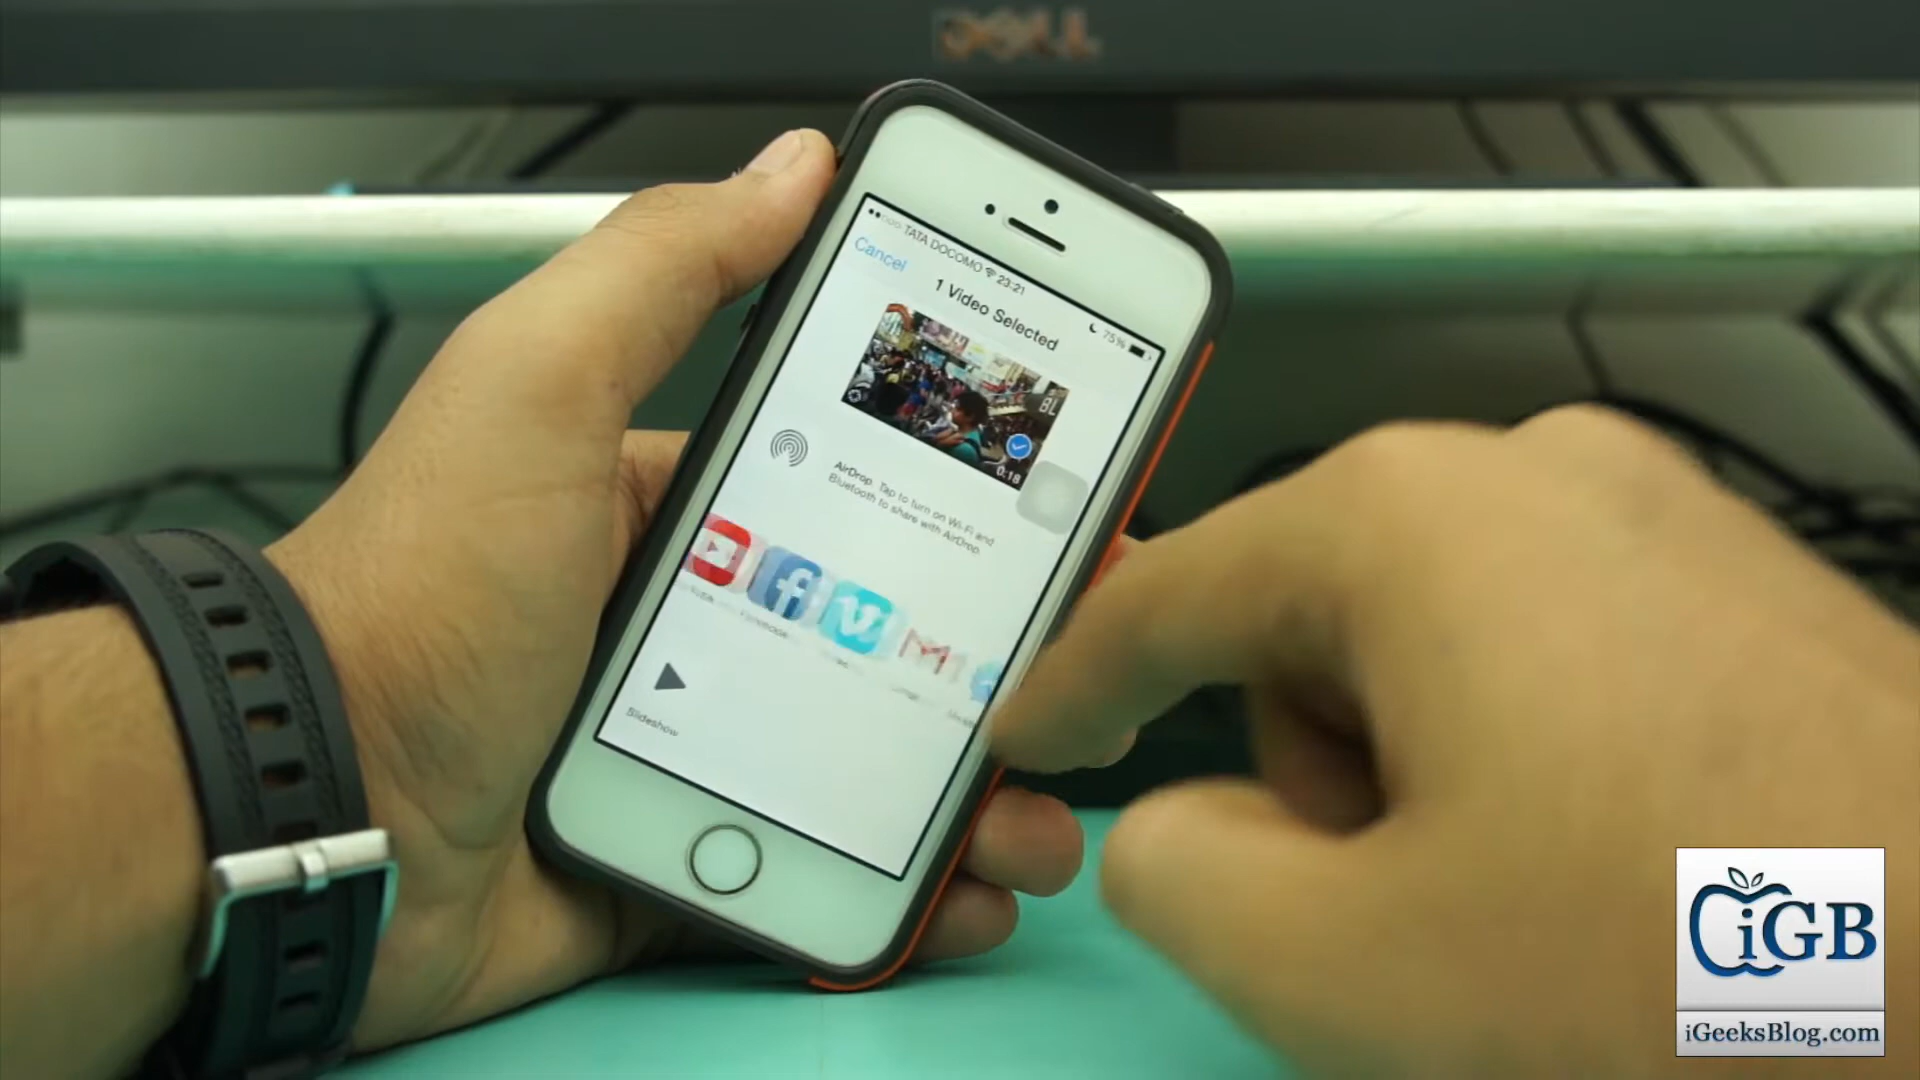 DELL
TATA DOCOMO 23:21
75%
Cancel
1 Video Selected
BL
0:18
AirDrop. Tap to turn on Wi-Fi and
Bluetooth to share with AirDrop.
Slideshow
iGB
iGeeksBlog.com